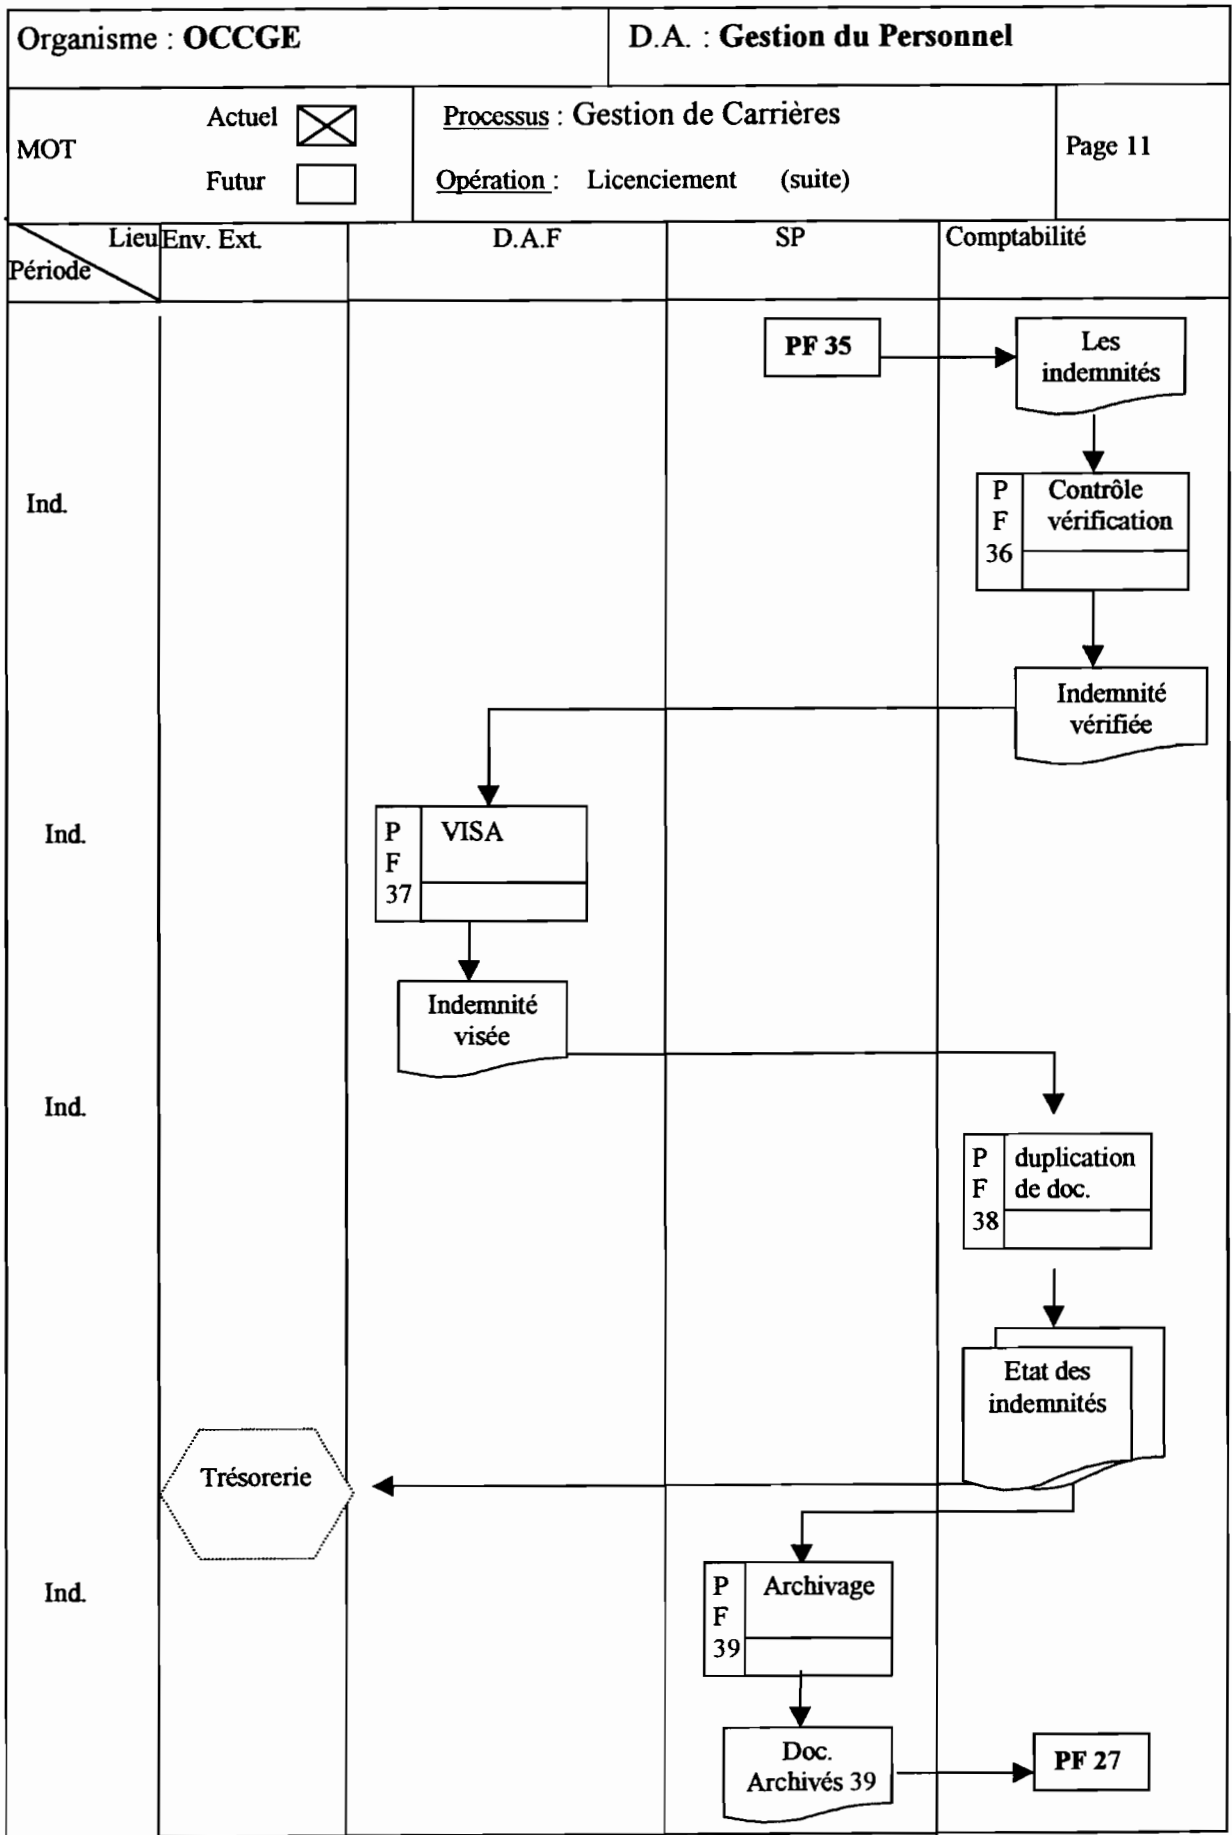 Organisme : OCCGE
D.A. : Gestion du Personnel
MOT
Actuel
Futur
Processus : Gestion de Carrières
Opération : Licenciement (suite)
Page 11
Lieu
Période
Env. Ext.
D.A.F
SP
Comptabilité
PF 35
Les
indemnités
Ind.
P
F
36
Contrôle
vérification
Indemnité
vérifiée
Ind.
P
F
37
VISA
Indemnité
visée
Ind.
P
F
38
duplication
de doc.
Etat des
indemnités
Trésorerie
Ind.
P
F
39
Archivage
Doc.
Archivés 39
PF 27